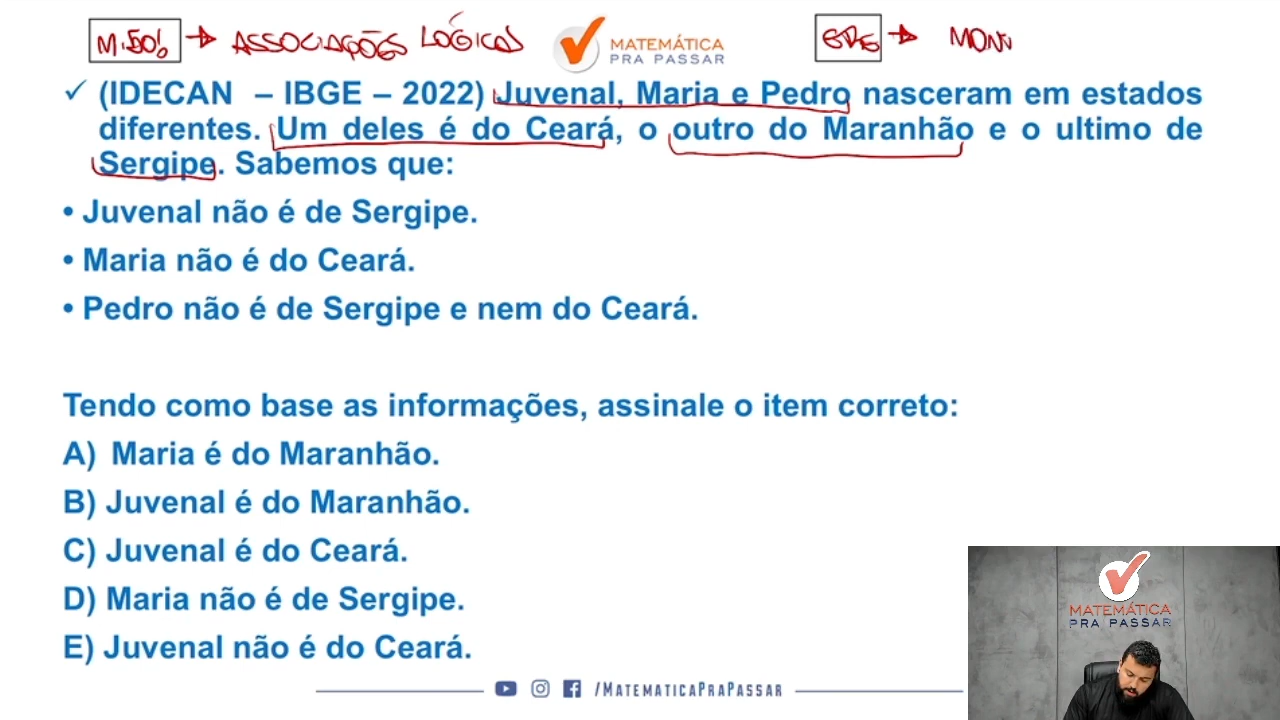 M.50! → ASSOCIAÇÕES LÓGICAS
MATEMÁTICA
PRA PASSAR
→ MON
✓ (IDECAN – IBGE – 2022) Juvenal, Maria e Pedro nasceram em estados
diferentes. Um deles é do Ceará, o outro do Maranhão e o ultimo de
Sergipe. Sabemos que:
• Juvenal não é de Sergipe.
• Maria não é do Ceará.
• Pedro não é de Sergipe e nem do Ceará.
Tendo como base as informações, assinale o item correto:
A) Maria é do Maranhão.
B) Juvenal é do Maranhão.
C) Juvenal é do Ceará.
D) Maria não é de Sergipe.
E) Juvenal não é do Ceará.
MATEMÁTICA
PRA PASSAR
/MATEMATICAPRAPASSAR